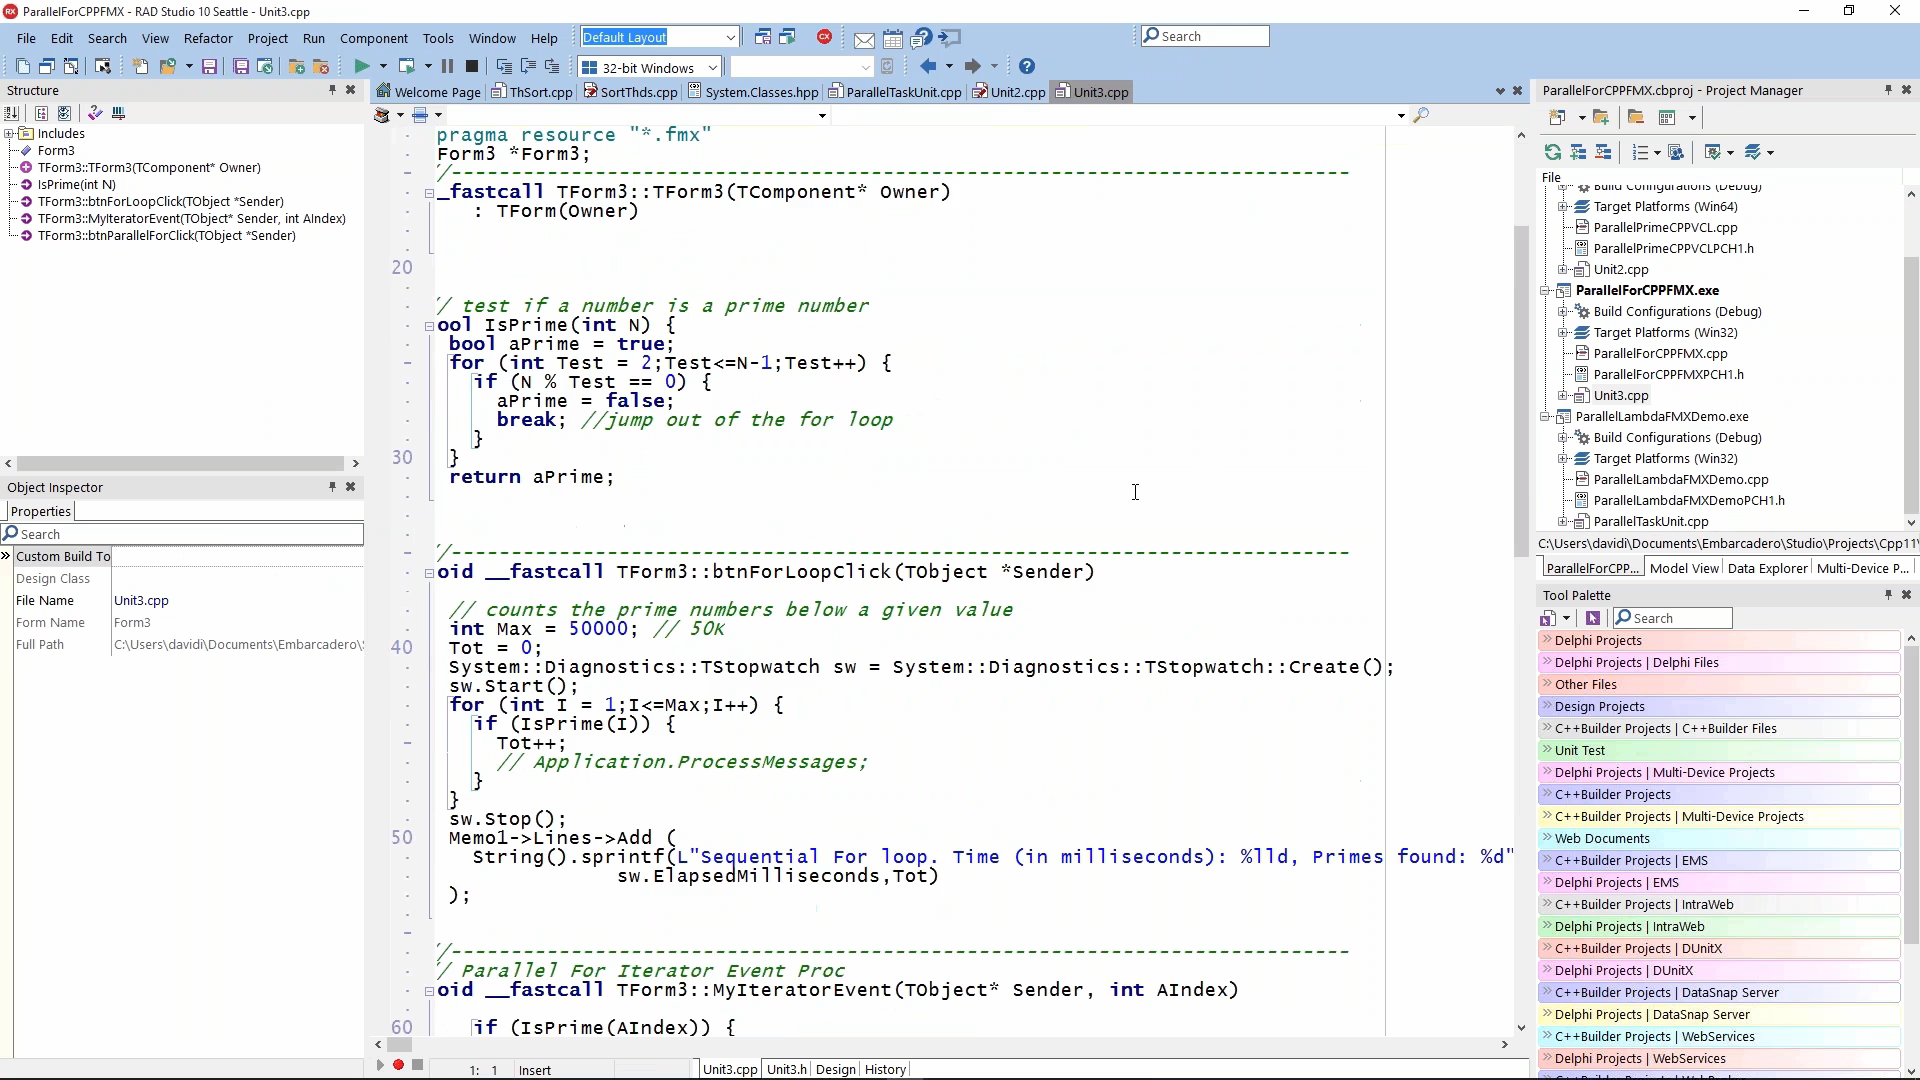 ParallelForCPPFMX - RAD Studio 10 Seattle - Unit3.cpp
File Edit Search View Refactor Project Run Component Tools Window Help Default Layout Search
32-bit Windows
Structure
Includes
Form3
TForm3::TForm3(TComponent* Owner)
IsPrime(int N)
TForm3::btnForLoopClick(TObject *Sender)
TForm3::MyIteratorEvent(TObject* Sender, int AIndex)
TForm3::btnParallelForClick(TObject *Sender)
Object Inspector
Properties
Search
Custom Build To
Design Class
File Name Unit3.cpp
Form Name Form3
Full Path C:\Users\davidi\Documents\Embarcadero\
Welcome Page ThSort.cpp SortThds.cpp System.Classes.hpp ParallelTaskUnit.cpp Unit2.cpp Unit3.cpp
pragma resource "*.fmx"
Form3 *Form3;
/---------------------------------------------------------------------------
_fastcall TForm3::TForm3(TComponent* Owner)
: TForm(Owner)
20
/ test if a number is a prime number
ool IsPrime(int N) {
bool aPrime = true;
for (int Test = 2;Test<=N-1;Test++) {
if (N % Test == 0) {
aPrime = false;
break; //jump out of the for loop
}
30 }
return aPrime;
/---------------------------------------------------------------------------
oid __fastcall TForm3::btnForLoopClick(TObject *Sender)
// counts the prime numbers below a given value
int Max = 50000; // 50K
40 Tot = 0;
System::Diagnostics::TStopwatch sw = System::Diagnostics::TStopwatch::Create();
sw.Start();
for (int I = 1;I<=Max;I++) {
if (IsPrime(I)) {
Tot++;
// Application.ProcessMessages;
}
}
sw.Stop();
50 Memo1->Lines->Add (
String().sprintf(L"Sequential For loop. Time (in milliseconds): %lld, Primes found: %d"
sw.ElapsedMilliseconds,Tot)
);
/---------------------------------------------------------------------------
/ Parallel For Iterator Event Proc
oid __fastcall TForm3::MyIteratorEvent(TObject* Sender, int AIndex)
60 if (IsPrime(AIndex)) {
1: 1 Insert Unit3.cpp Unit3.h Design History
ParallelForCPPFMX.cbproj - Project Manager
File
Build Configurations (Debug)
Target Platforms (Win64)
ParallelPrimeCPPVCL.cpp
ParallelPrimeCPPVCLPCH1.h
Unit2.cpp
ParallelForCPPFMX.exe
Build Configurations (Debug)
Target Platforms (Win32)
ParallelForCPPFMX.cpp
ParallelForCPPFMXPCH1.h
Unit3.cpp
ParallelLambdaFMXDemo.exe
Build Configurations (Debug)
Target Platforms (Win32)
ParallelLambdaFMXDemo.cpp
ParallelLambdaFMXDemoPCH1.h
ParallelTaskUnit.cpp
C:\Users\davidi\Documents\Embarcadero\Studio\Projects\Cpp11\
ParallelForCPP... Model View Data Explorer Multi-Device P...
Tool Palette
Search
Delphi Projects
Delphi Projects | Delphi Files
Other Files
Design Projects
C++Builder Projects | C++Builder Files
Unit Test
Delphi Projects | Multi-Device Projects
C++Builder Projects
C++Builder Projects | Multi-Device Projects
Web Documents
C++Builder Projects | EMS
Delphi Projects | EMS
C++Builder Projects | IntraWeb
Delphi Projects | IntraWeb
C++Builder Projects | DUnitX
Delphi Projects | DUnitX
C++Builder Projects | DataSnap Server
Delphi Projects | DataSnap Server
C++Builder Projects | WebServices
Delphi Projects | WebServices